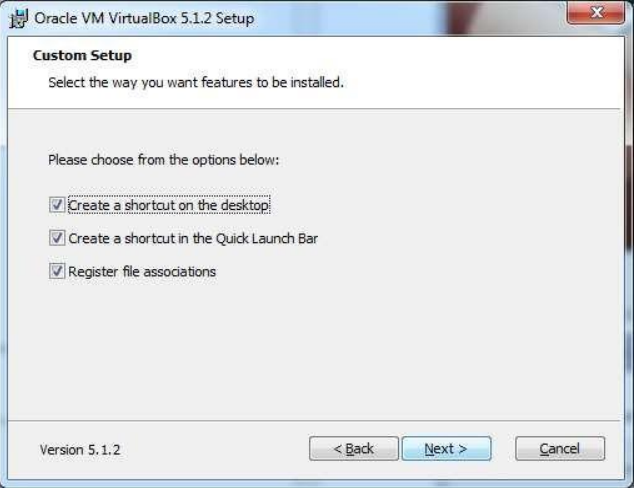 Oracle VM VirtualBox 5.1.2 Setup
Custom Setup
Select the way you want features to be installed.
Please choose from the options below:
Create a shortcut on the desktop
Create a shortcut in the Quick Launch Bar
Register file associations
Version 5.1.2
< Back
Next >
Cancel